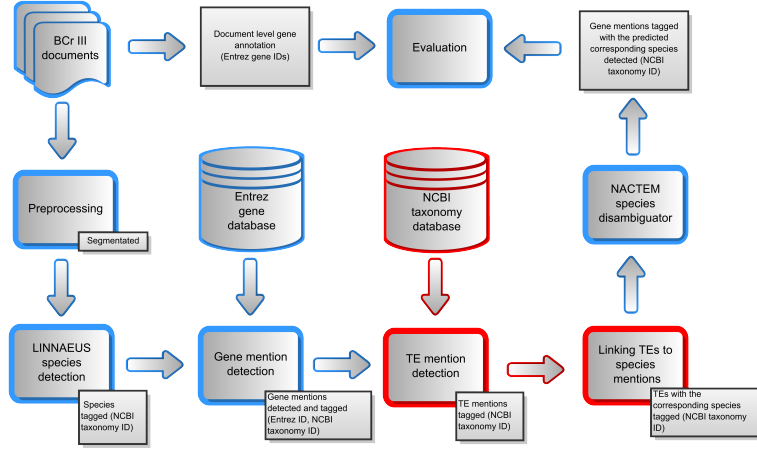 BCr III
documents
Document level gene
annotation
(Entrez gene IDs)
Evaluation
Gene mentions tagged
with the predicted
corresponding species
detected (NCBI
taxonomy ID)
Preprocessing
Segmentated
Entrez
gene
database
NCBI
taxonomy
database
NACTEM
species
disambiguator
LINNAEUS
species
detection
Species
tagged (NCBI
taxonomy ID)
Gene mention
detection
Gene mentions
detected and tagged
(Entrez ID, NCBI
taxonomy ID)
TE mention
detection
TE mentions
tagged (NCBI
taxonomy ID)
Linking TEs to
species
mentions
TEs with the
corresponding species
tagged (NCBI taxonomy
ID)